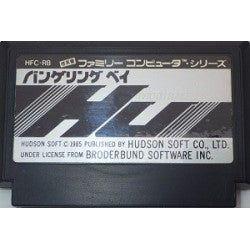 HFC-RB
ファミリー コンピュータ™ シリーズ
バンゲリング ベイ
HUDSON SOFT © 1985 PUBLISHED BY HUDSON SOFT CO., LTD.
UNDER LICENSE FROM BRODERBUND SOFTWARE INC.